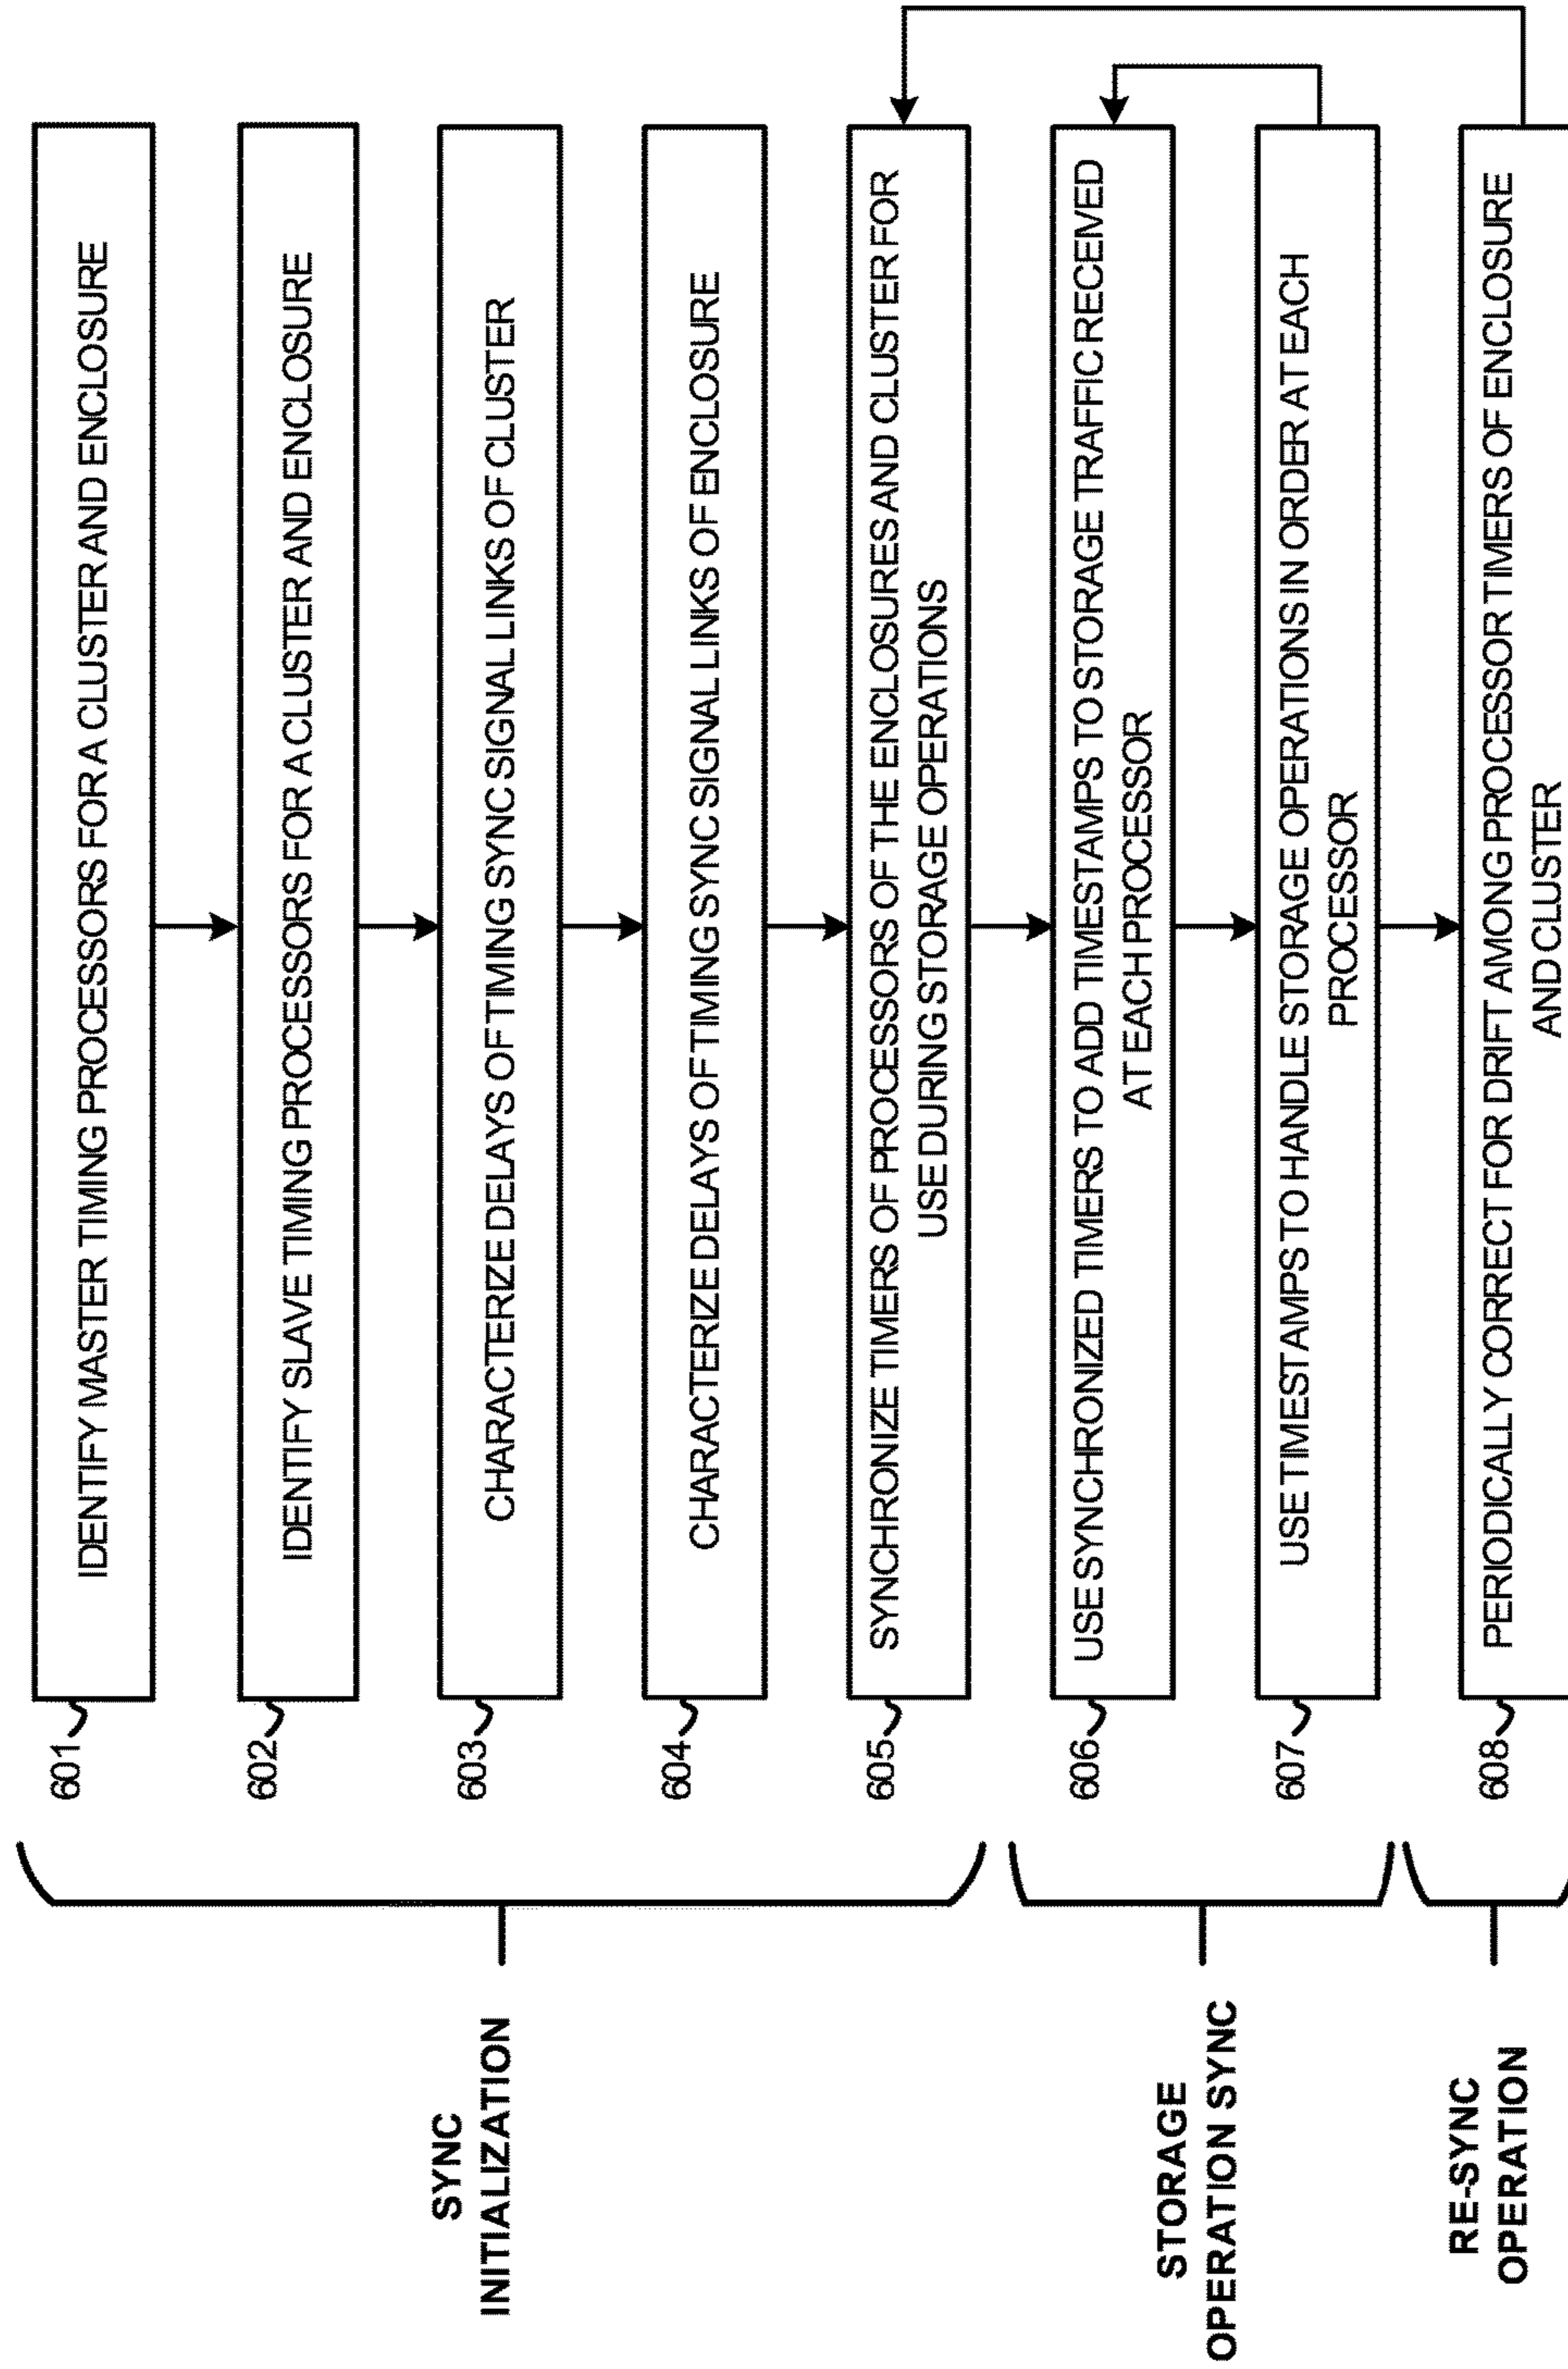 SYNC
INITIALIZATION
601
IDENTIFY MASTER TIMING PROCESSORS FOR A CLUSTER AND ENCLOSURE
602
IDENTIFY SLAVE TIMING PROCESSORS FOR A CLUSTER AND ENCLOSURE
603
CHARACTERIZE DELAYS OF TIMING SYNC SIGNAL LINKS OF CLUSTER
604
CHARACTERIZE DELAYS OF TIMING SYNC SIGNAL LINKS OF ENCLOSURE
605
SYNCHRONIZE TIMERS OF PROCESSORS OF THE ENCLOSURES AND CLUSTER FOR
USE DURING STORAGE OPERATIONS
STORAGE
OPERATION SYNC
606
USE SYNCHRONIZED TIMERS TO ADD TIMESTAMPS TO STORAGE TRAFFIC RECEIVED
AT EACH PROCESSOR
607
USE TIMESTAMPS TO HANDLE STORAGE OPERATIONS IN ORDER AT EACH
PROCESSOR
RE-SYNC
OPERATION
608
PERIODICALLY CORRECT FOR DRIFT AMONG PROCESSOR TIMERS OF ENCLOSURE
AND CLUSTER